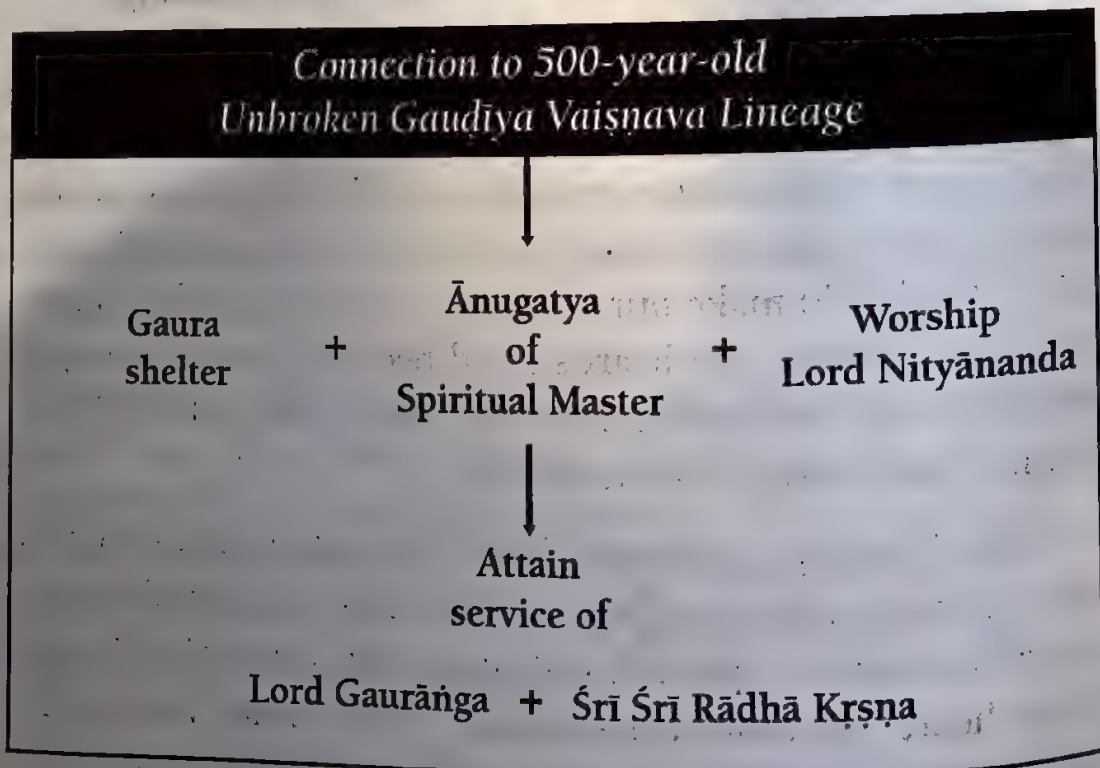 Connection to 500-year-old
Unbroken Gauḍīya Vaiṣṇava Lineage
Gaura
shelter
+
Ānugatya
of
Spiritual Master
+
Worship
Lord Nityānanda
Attain
service of
Lord Gaurāṅga + Śrī Śrī Rādhā Kṛṣṇa